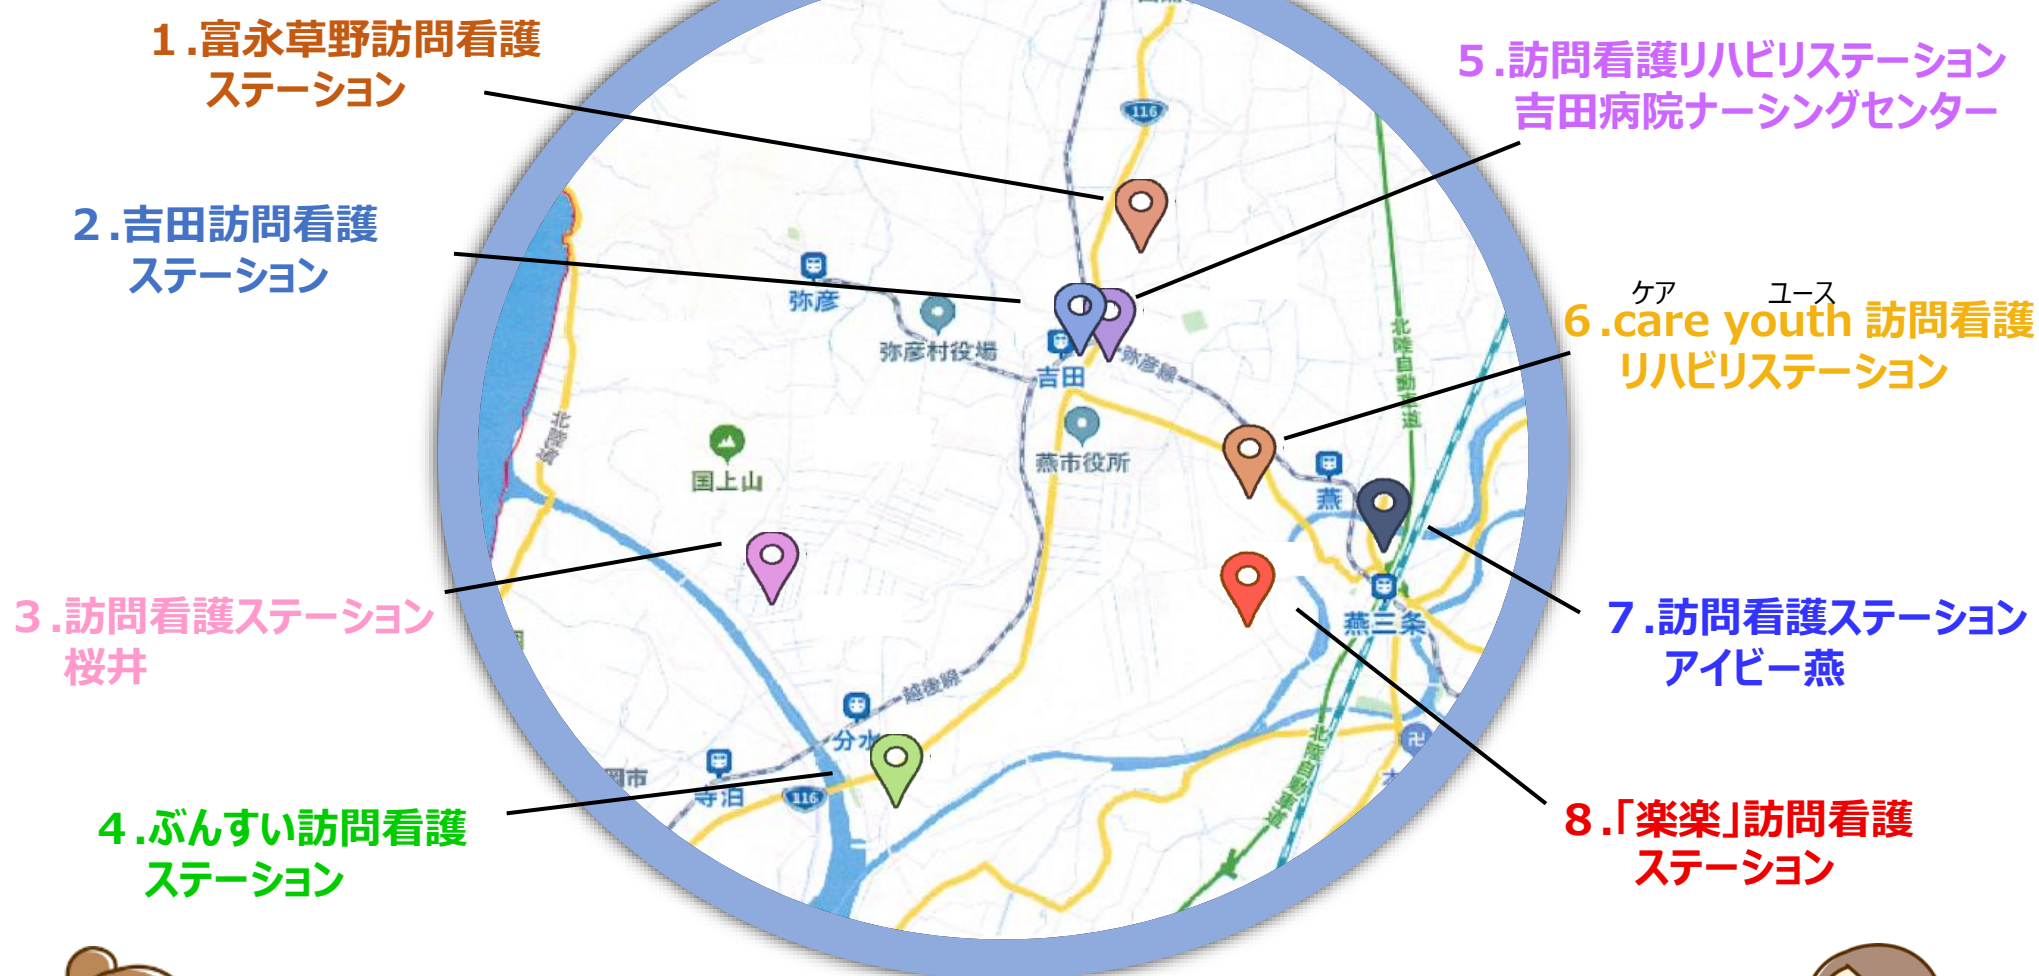 １.富永草野訪問看護
ステーション
２.吉田訪問看護
ステーション
３.訪問看護ステーション
桜井
４.ぶんすい訪問看護
ステーション
５.訪問看護リハビリステーション
吉田病院ナーシングセンター
ケア ユース
６.care youth 訪問看護
リハビリステーション
７.訪問看護ステーション
アイビー燕
８.「楽楽」訪問看護
ステーション
116
弥彦
弥彦村役場
吉田
弥彦線
北陸自動車道
燕市役所
北陸道
国上山
燕
燕三条
越後線
分水
寺泊
116
岡市
北陸自動車道
卍